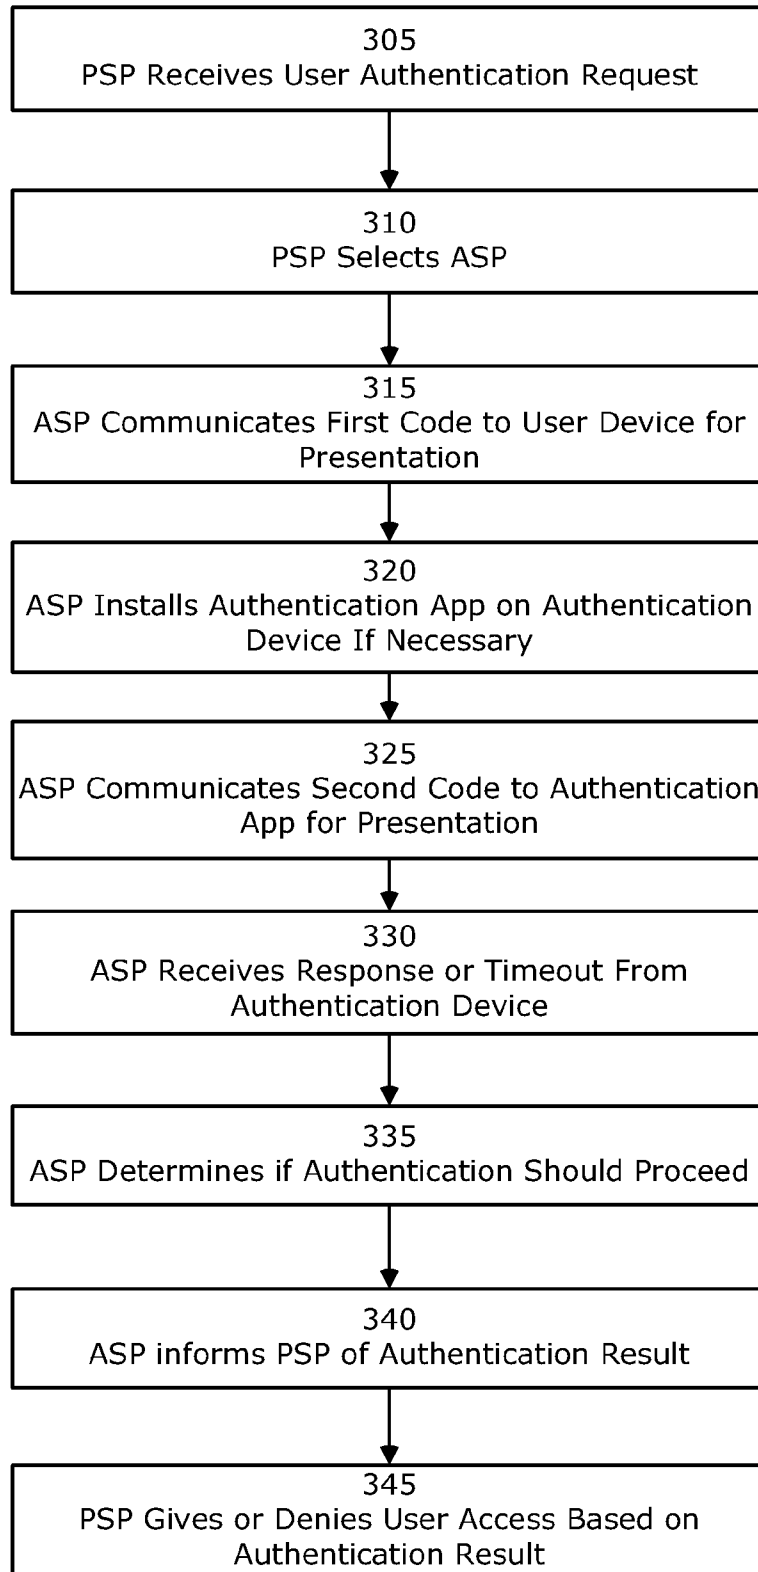 305
PSP Receives User Authentication Request
310
PSP Selects ASP
315
ASP Communicates First Code to User Device for
Presentation
320
ASP Installs Authentication App on Authentication
Device If Necessary
325
ASP Communicates Second Code to Authentication
App for Presentation
330
ASP Receives Response or Timeout From
Authentication Device
335
ASP Determines if Authentication Should Proceed
340
ASP informs PSP of Authentication Result
345
PSP Gives or Denies User Access Based on
Authentication Result